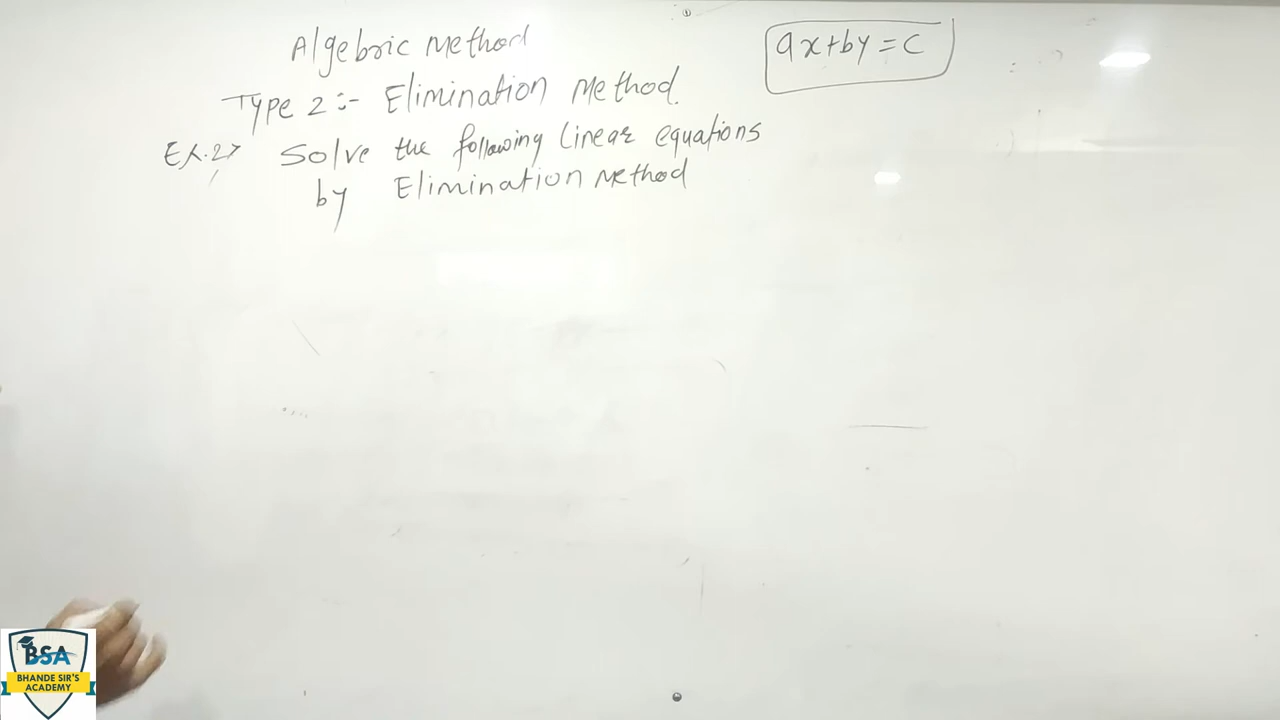 Algebric Method
ax+by=c
Type 2 :- Elimination Method.
Ex.2> Solve the following linear equations
by Elimination Method
BSA
BHANDE SIR'S
ACADEMY